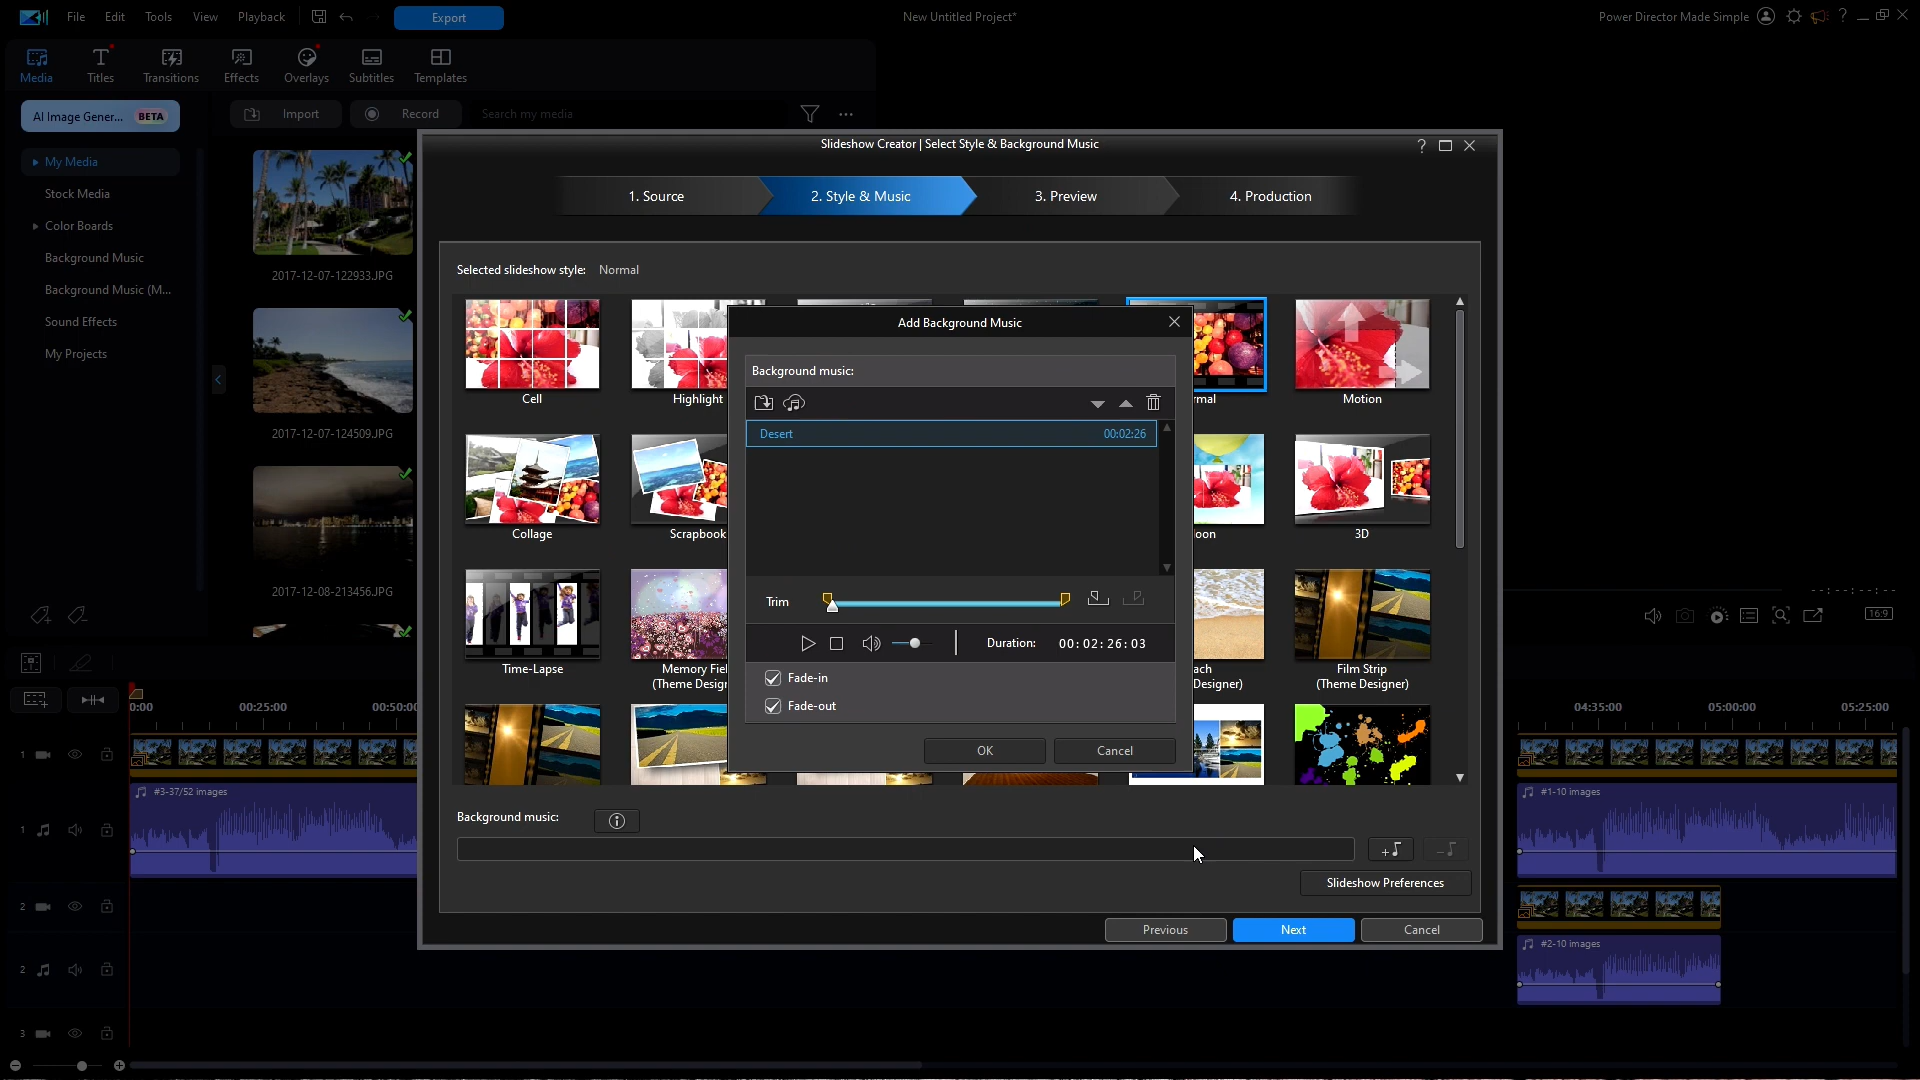 File Edit Tools View Playback Export New Untitled Project* Power Director Made Simple ?
Media Titles Transitions Effects Overlays Subtitles Templates
AI Image Gener... BETA Import Record Search my media
My Media
Stock Media
Color Boards
Background Music
Background Music (M...
Sound Effects
My Projects
2017-12-07-122933.JPG
2017-12-07-124509.JPG
2017-12-08-213456.JPG
Slideshow Creator | Select Style & Background Music ?
1. Source 2. Style & Music 3. Preview 4. Production
Selected slideshow style: Normal
Cell Highlight rmal Motion
Collage Scrapbook oon 3D
Time-Lapse Memory Fiel ach Film Strip
(Theme Desigr Designer) (Theme Designer)
Add Background Music
Background music:
Desert 00:02:26
Trim
Duration: 00:02:26:03
Fade-in
Fade-out
OK Cancel
Background music:
Slideshow Preferences
Previous Next Cancel
--:--:--:--
16:9
0:00 00:25:00 00:50:00 04:35:00 05:00:00 05:25:00
1
1 #3-37/52 images #1-10 images
2
2 #2-10 images
3